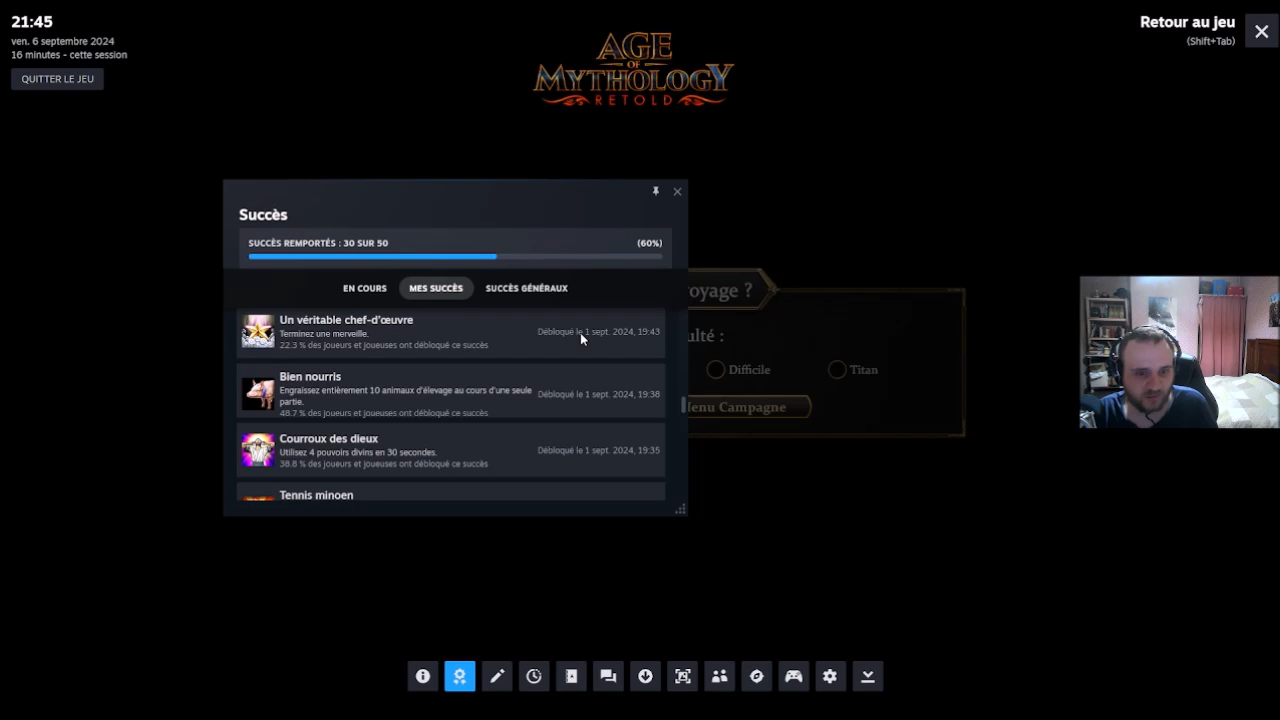 21:45
ven. 6 septembre 2024
16 minutes - cette session
QUITTER LE JEU
AGE
OF
MYTHOLOGY
RETOLD
Retour au jeu
(Shift+Tab)
Succès
SUCCÈS REMPORTÉS : 30 SUR 50
(60%)
EN COURS
MES SUCCÈS
SUCCÈS GÉNÉRAUX
Un véritable chef-d'œuvre
Terminez une merveille.
22.3 % des joueurs et joueuses ont débloqué ce succès
Débloqué le 1 sept. 2024, 19:43
Bien nourris
Engraissez entièrement 10 animaux d'élevage au cours d'une seule
partie.
48.7 % des joueurs et joueuses ont débloqué ce succès
Débloqué le 1 sept. 2024, 19:38
Courroux des dieux
Utilisez 4 pouvoirs divins en 30 secondes.
38.8 % des joueurs et joueuses ont débloqué ce succès
Débloqué le 1 sept. 2024, 19:35
Tennis minoen
oyage ?
ulté :
Difficile
Titan
Menu Campagne